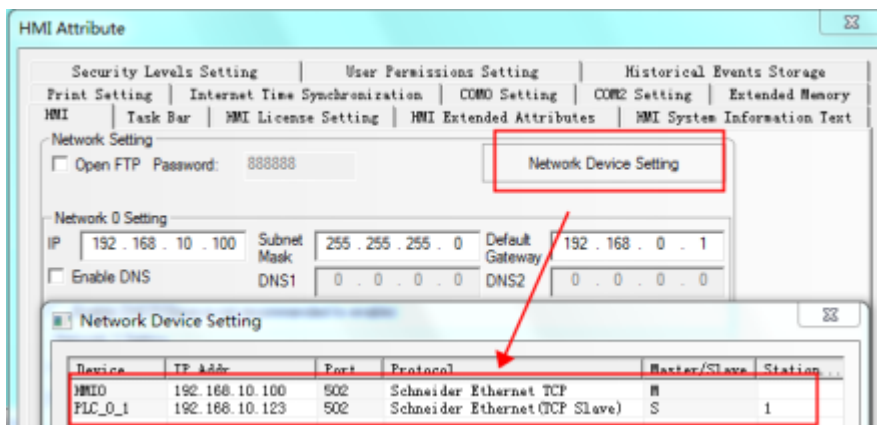 HMI Attribute
Security Levels Setting User Permissions Setting Historical Events Storage
Print Setting Internet Time Synchronization COM0 Setting COM2 Setting Extended Memory
HMI Task Bar HMI License Setting HMI Extended Attributes HMI System Information Text
Network Setting
Open FTP Password: 888888 Network Device Setting
Network 0 Setting
IP 192 . 168 . 10 . 100 Subnet Mask 255 . 255 . 255 . 0 Default Gateway 192 . 168 . 0 . 1
Enable DNS DNS1 0 . 0 . 0 . 0 DNS2 0 . 0 . 0 . 0
Network Device Setting
Device IP Addr Port Protocol Master/Slave Station...
HMI0 192.168.10.100 502 Schneider Ethernet TCP M
PLC_0_1 192.168.10.123 502 Schneider Ethernet(TCP Slave) S 1